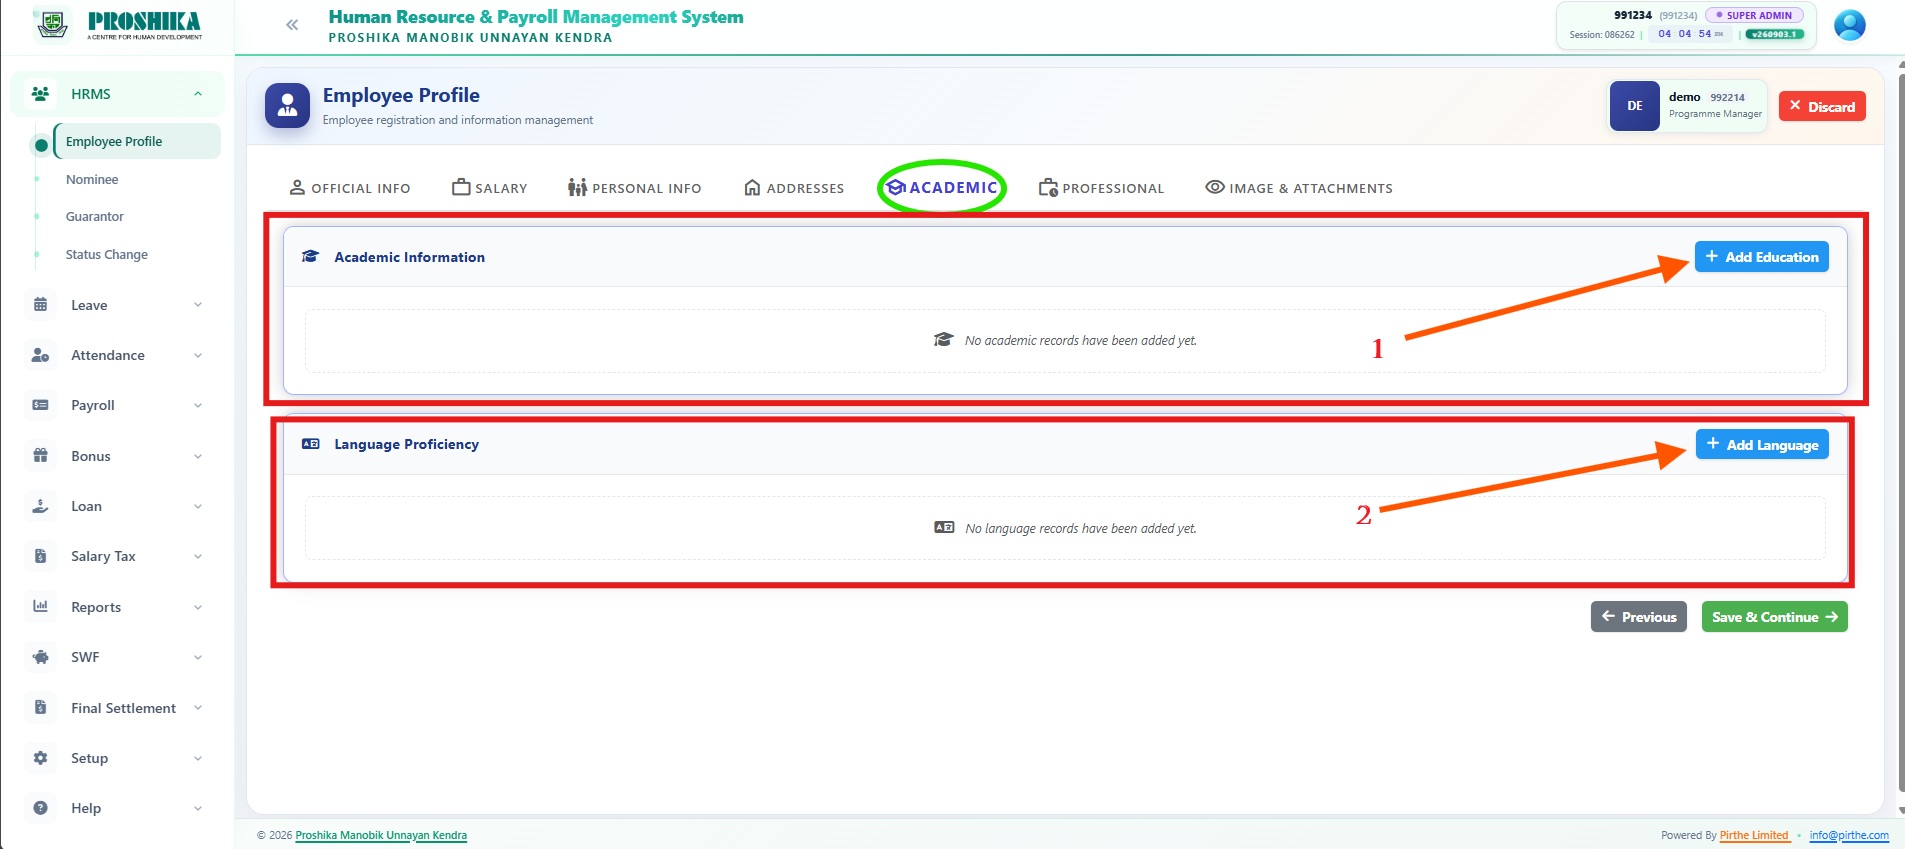 PROSHIKA
A CENTRE FOR HUMAN DEVELOPMENT
Human Resource & Payroll Management System
PROSHIKA MANOBIK UNNAYAN KENDRA
991234 (991234) SUPER ADMIN
Session: 086262 | 04:04:54 PM | v260903.1
HRMS
Employee Profile
Nominee
Guarantor
Status Change
Leave
Attendance
Payroll
Bonus
Loan
Salary Tax
Reports
SWF
Final Settlement
Setup
Help
Employee Profile
Employee registration and information management
DE
demo 992214
Programme Manager
Discard
OFFICIAL INFO
SALARY
PERSONAL INFO
ADDRESSES
ACADEMIC
PROFESSIONAL
IMAGE & ATTACHMENTS
Academic Information
+ Add Education
No academic records have been added yet.
1
Language Proficiency
+ Add Language
No language records have been added yet.
2
Previous
Save & Continue
© 2026 Proshika Manobik Unnayan Kendra
Powered By Pirthe Limited • info@pirthe.com